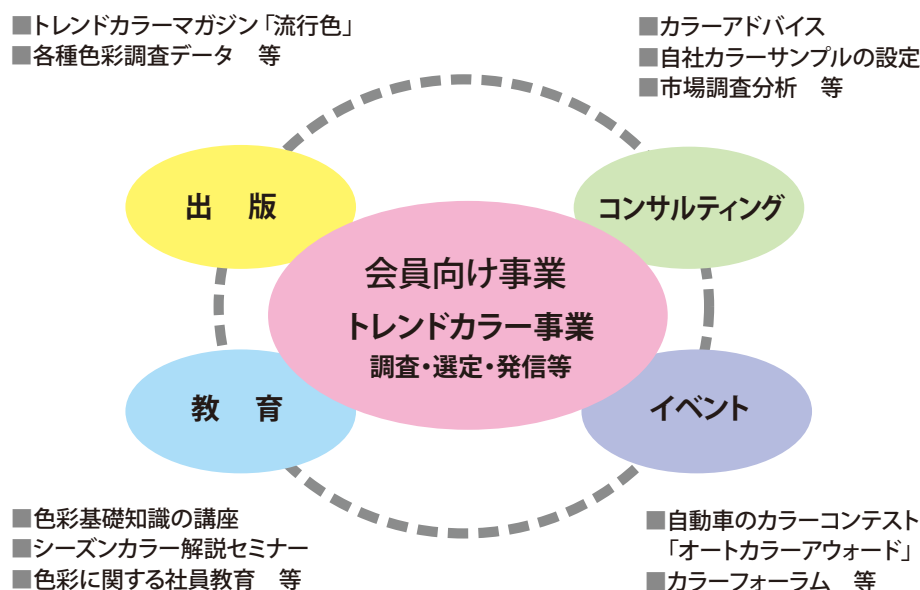 ■トレンドカラーマガジン「流行色」
■各種色彩調査データ　等
■カラーアドバイス
■自社カラーサンプルの設定
■市場調査分析　等
出　版
コンサルティング
会員向け事業
トレンドカラー事業
調査・選定・発信等
教　育
イベント
■色彩基礎知識の講座
■シーズンカラー解説セミナー
■色彩に関する社員教育　等
■自動車のカラーコンテスト
「オートカラーアウォード」
■カラーフォーラム　等